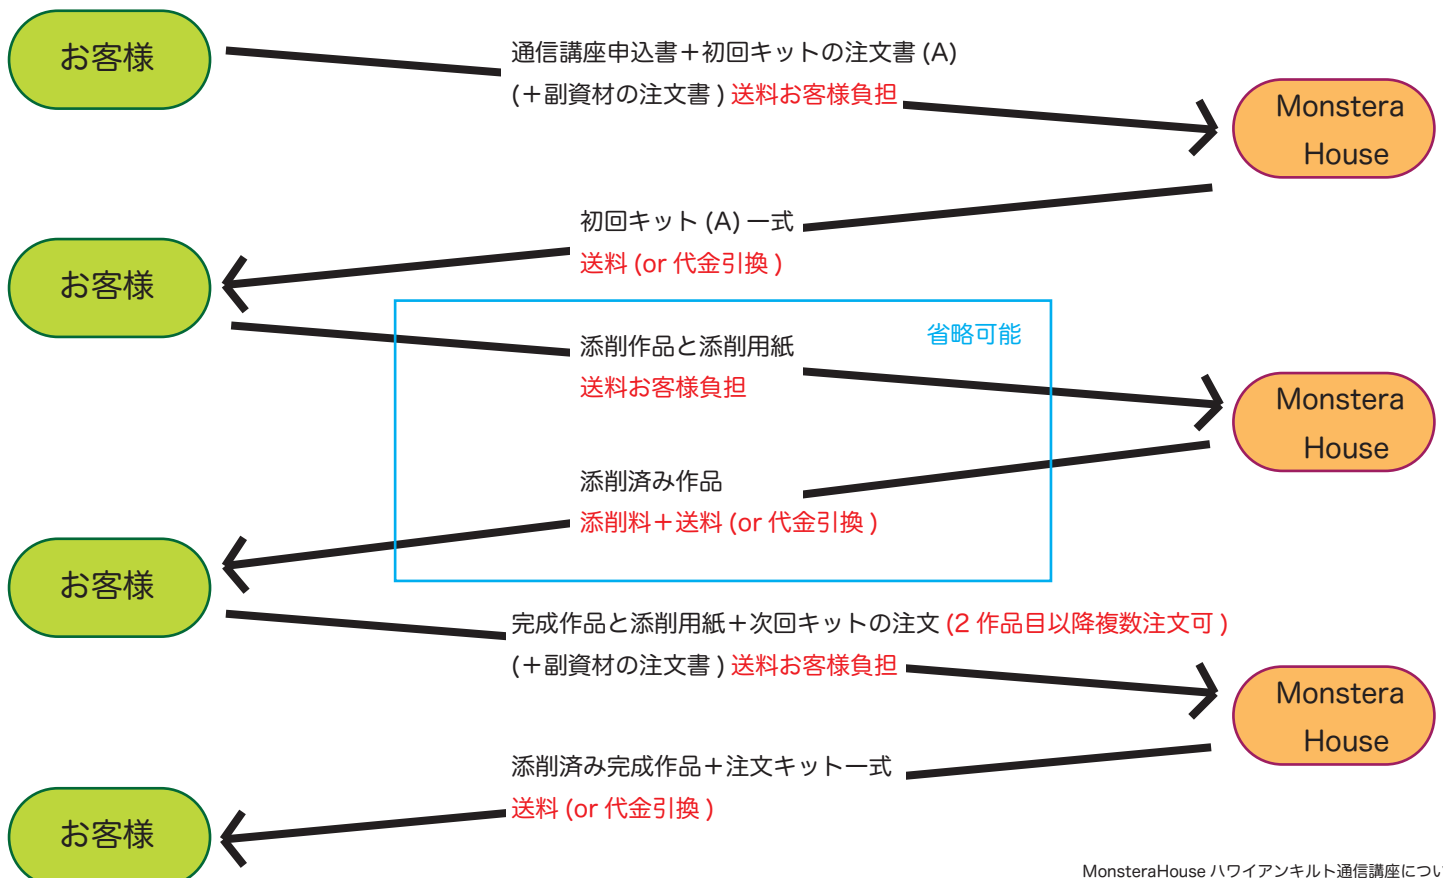 お客様
通信講座申込書＋初回キットの注文書 (A)
(＋副資材の注文書 ) 送料お客様負担
Monstera
House
初回キット (A) 一式
送料 (or 代金引換 )
お客様
省略可能
添削作品と添削用紙
送料お客様負担
Monstera
House
添削済み作品
添削料＋送料 (or 代金引換 )
お客様
完成作品と添削用紙＋次回キットの注文 (2 作品目以降複数注文可 )
(＋副資材の注文書 ) 送料お客様負担
Monstera
House
添削済み完成作品＋注文キット一式
送料 (or 代金引換 )
お客様
MonsteraHouse ハワイアンキルト通信講座につい